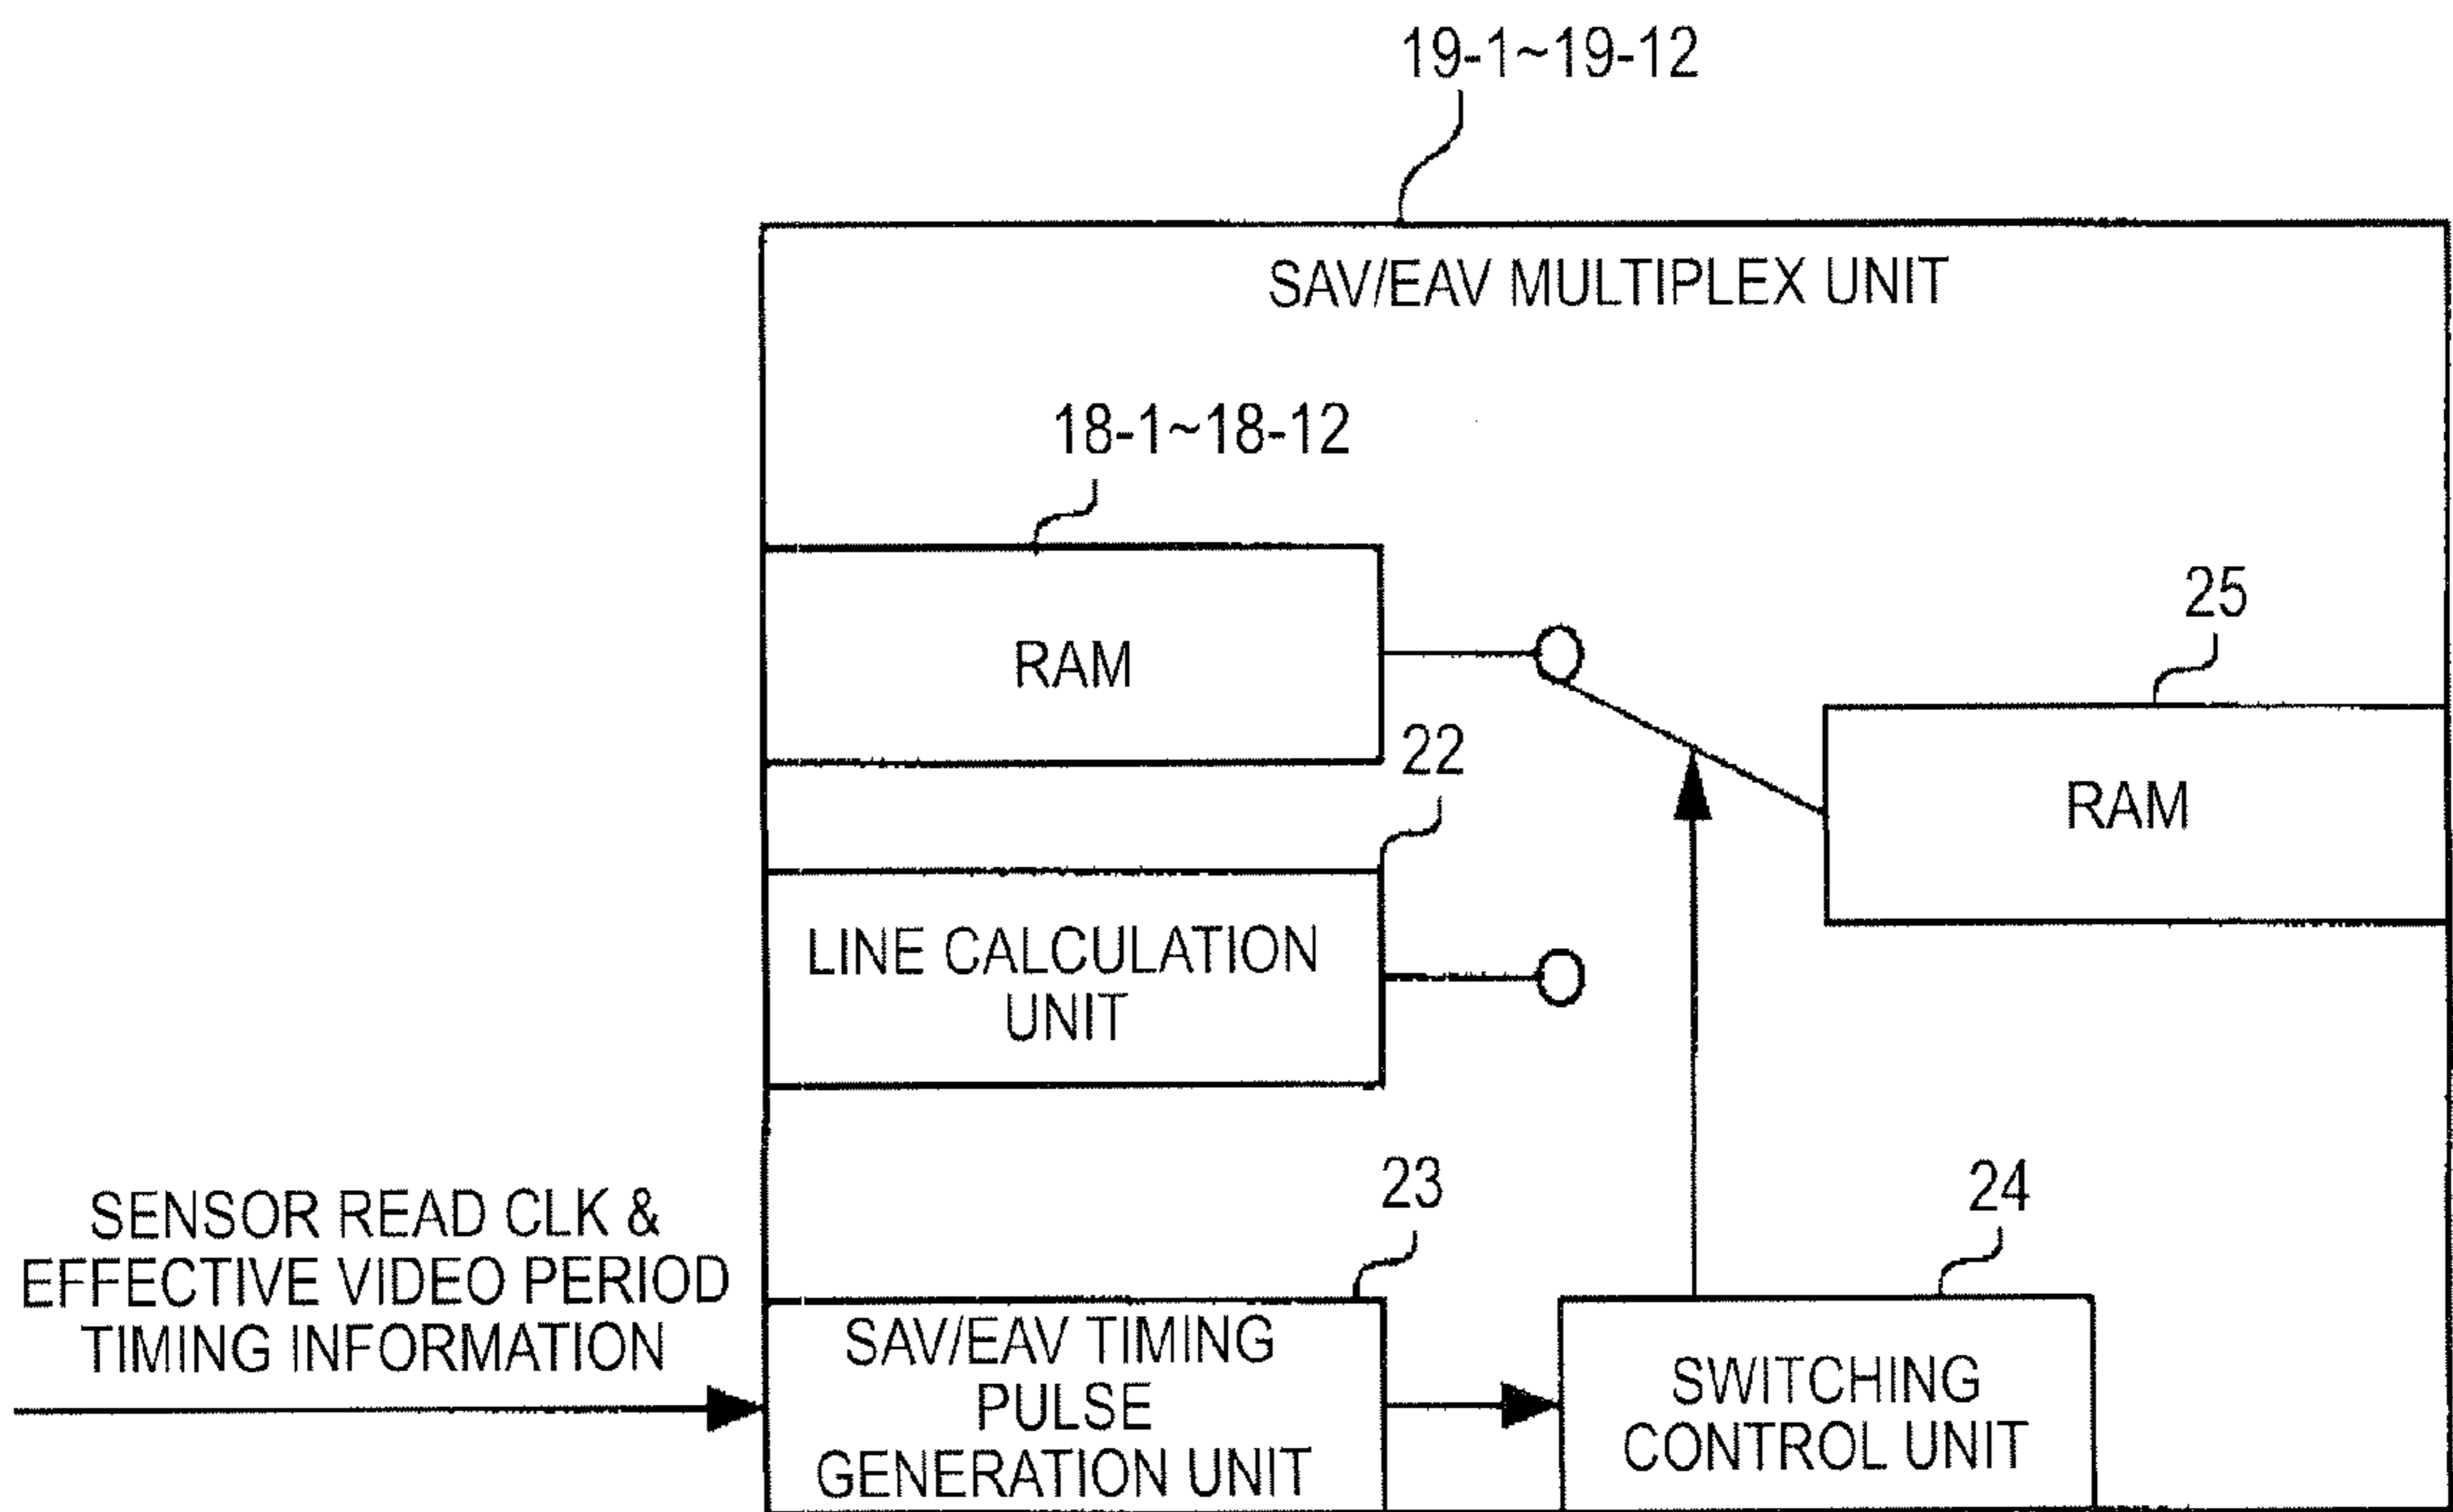 19-1~19-12
SAV/EAV MULTIPLEX UNIT
18-1~18-12
RAM
25
RAM
22
LINE CALCULATION
UNIT
SENSOR READ CLK &
EFFECTIVE VIDEO PERIOD
TIMING INFORMATION
23
SAV/EAV TIMING
PULSE
GENERATION UNIT
24
SWITCHING
CONTROL UNIT